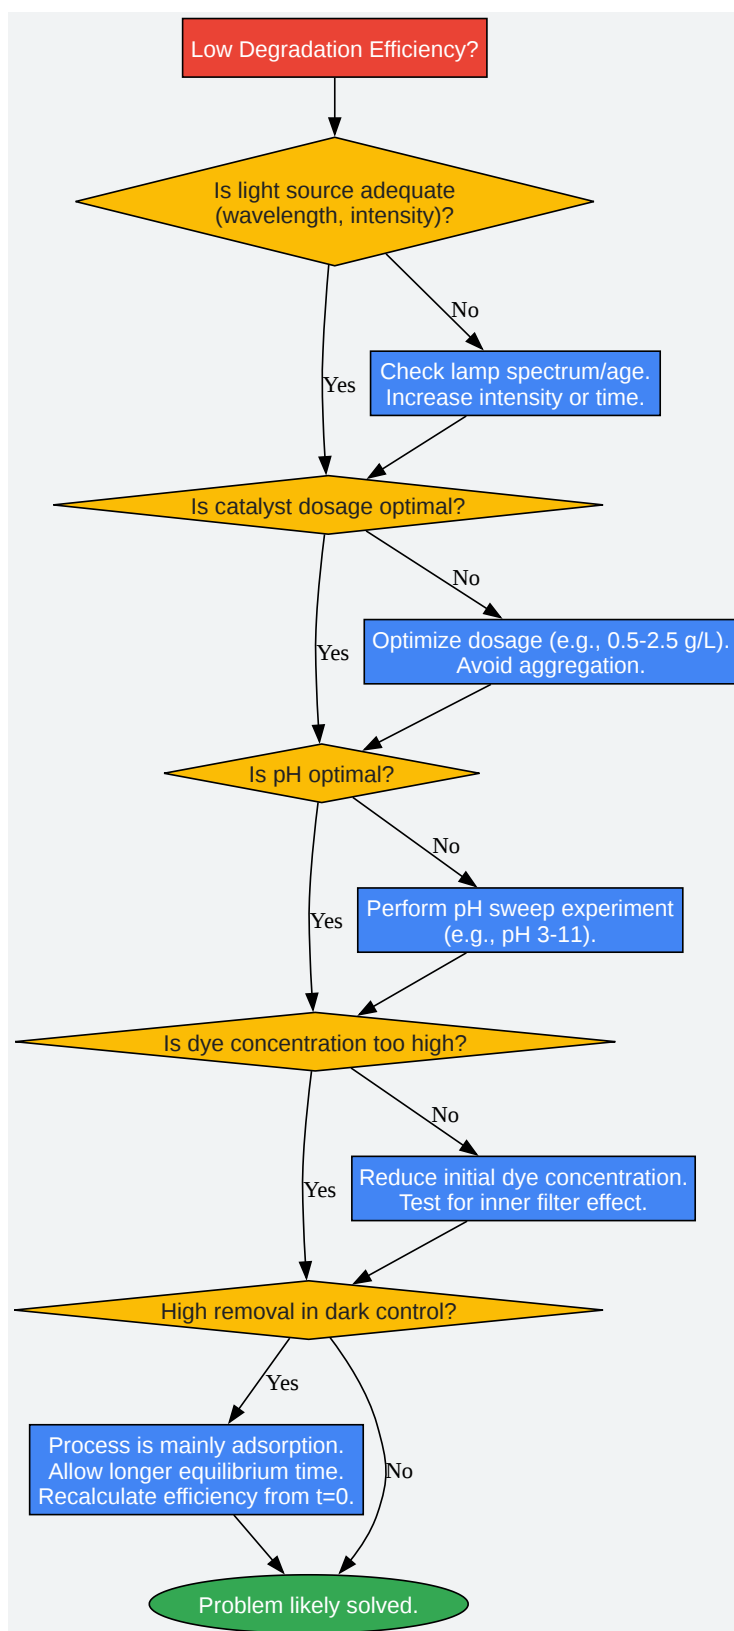 Low Degradation Efficiency?
Is light source adequate
(wavelength, intensity)?
No
Yes
Check lamp spectrum/age.
Increase intensity or time.
Is catalyst dosage optimal?
No
Yes
Optimize dosage (e.g., 0.5-2.5 g/L).
Avoid aggregation.
Is pH optimal?
No
Yes
Perform pH sweep experiment
(e.g., pH 3-11).
Is dye concentration too high?
No
Yes
Reduce initial dye concentration.
Test for inner filter effect.
High removal in dark control?
Yes
No
Process is mainly adsorption.
Allow longer equilibrium time.
Recalculate efficiency from t=0.
Problem likely solved.